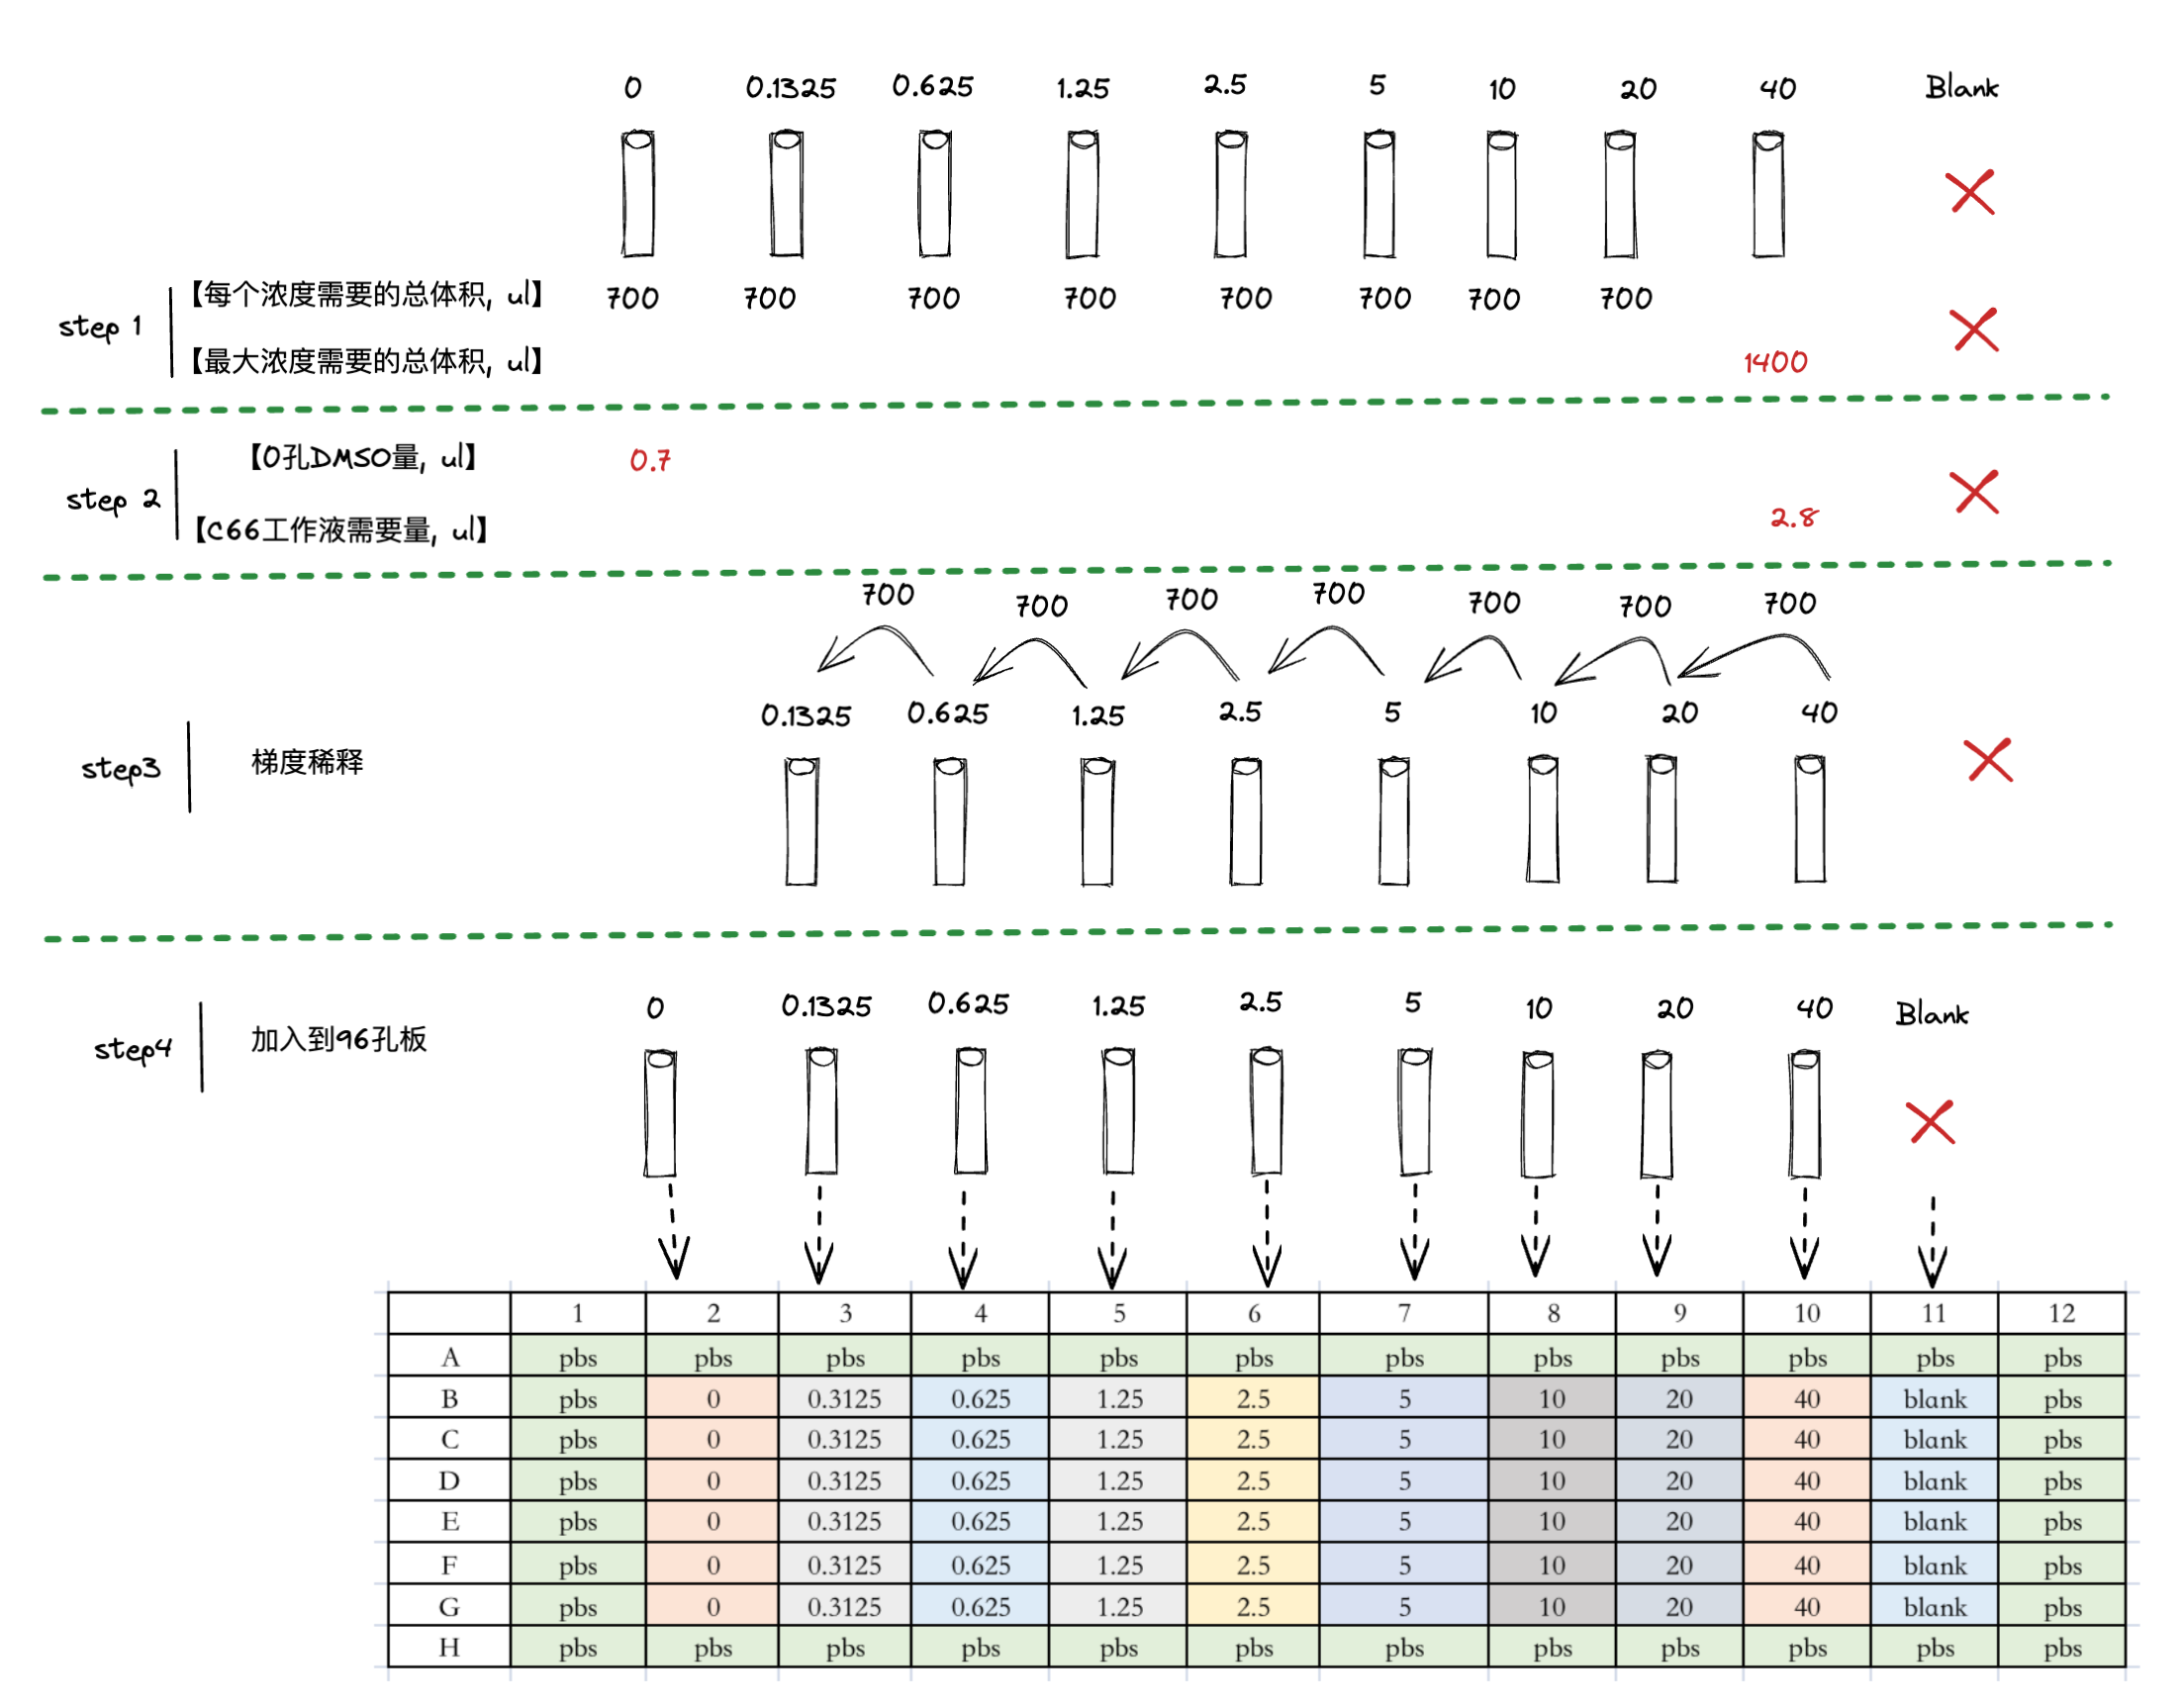 0 0.1325 0.625 1.25 2.5 5 10 20 40 Blank
step 1
【每个浓度需要的总体积, ul】 700 700 700 700 700 700 700 700
【最大浓度需要的总体积, ul】 1400
step 2
【0孔DMSO量, ul】 0.7
【C66工作液需要量, ul】 2.8
700 700 700 700 700 700 700
0.1325 0.625 1.25 2.5 5 10 20 40
step3 梯度稀释
0 0.1325 0.625 1.25 2.5 5 10 20 40 Blank
step4 加入到96孔板
1 2 3 4 5 6 7 8 9 10 11 12
A pbs pbs pbs pbs pbs pbs pbs pbs pbs pbs pbs pbs
B pbs 0 0.3125 0.625 1.25 2.5 5 10 20 40 blank pbs
C pbs 0 0.3125 0.625 1.25 2.5 5 10 20 40 blank pbs
D pbs 0 0.3125 0.625 1.25 2.5 5 10 20 40 blank pbs
E pbs 0 0.3125 0.625 1.25 2.5 5 10 20 40 blank pbs
F pbs 0 0.3125 0.625 1.25 2.5 5 10 20 40 blank pbs
G pbs 0 0.3125 0.625 1.25 2.5 5 10 20 40 blank pbs
H pbs pbs pbs pbs pbs pbs pbs pbs pbs pbs pbs pbs